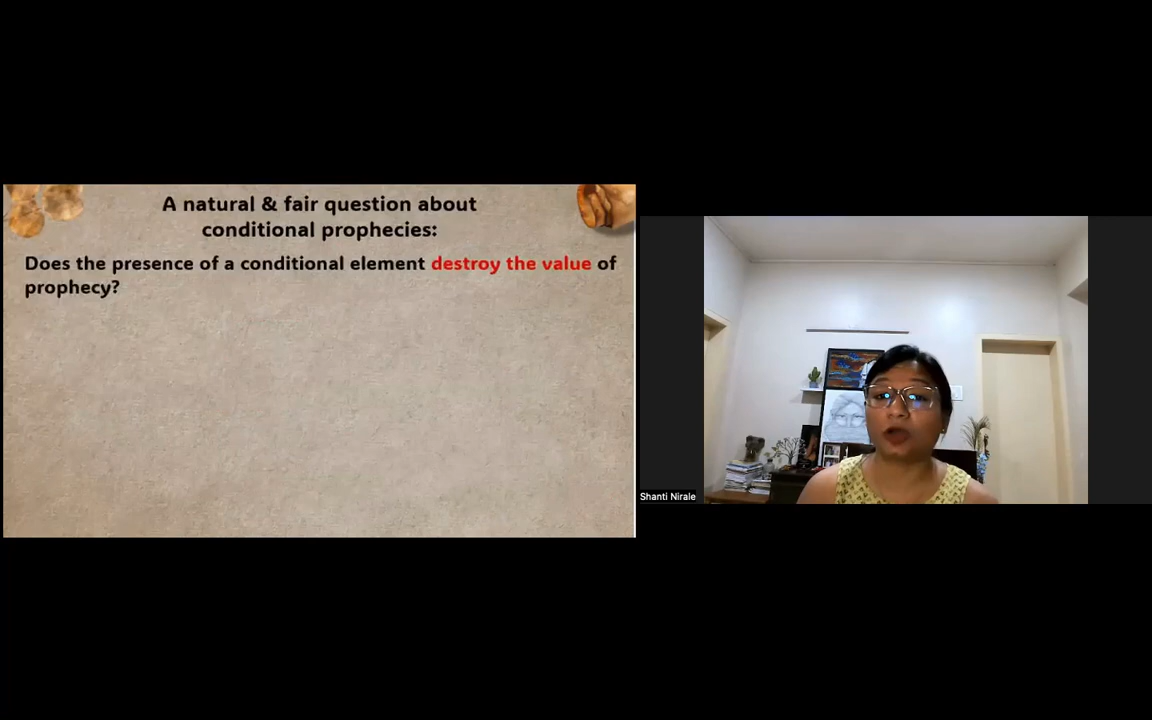 A natural & fair question about
conditional prophecies:
Does the presence of a conditional element destroy the value of
prophecy?
Shanti Nirale